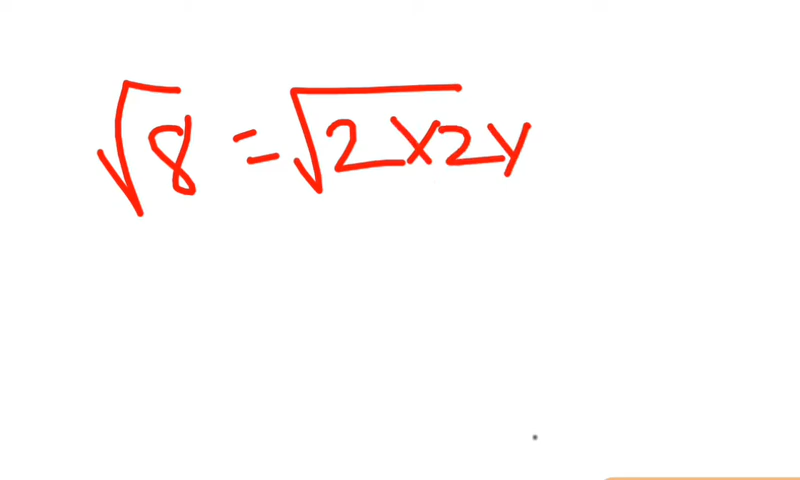 √8 = √2x2y